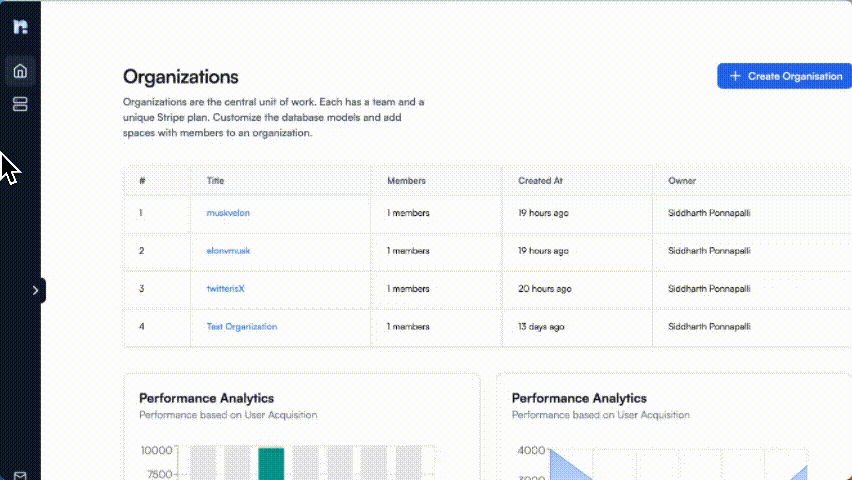 n.
Organizations
Create Organisation
Organizations are the central unit of work. Each has a team and a
unique Stripe plan. Customize the database models and add
spaces with members to an organization.
# Title Members Created At Owner
1 muskvelon 1 members 19 hours ago Siddharth Ponnapalli
2 elonvmusk 1 members 19 hours ago Siddharth Ponnapalli
3 twitterisX 1 members 20 hours ago Siddharth Ponnapalli
4 Test Organization 1 members 13 days ago Siddharth Ponnapalli
Performance Analytics
Performance based on User Acquisition
10000
7500
Performance Analytics
Performance based on User Acquisition
4000
3000